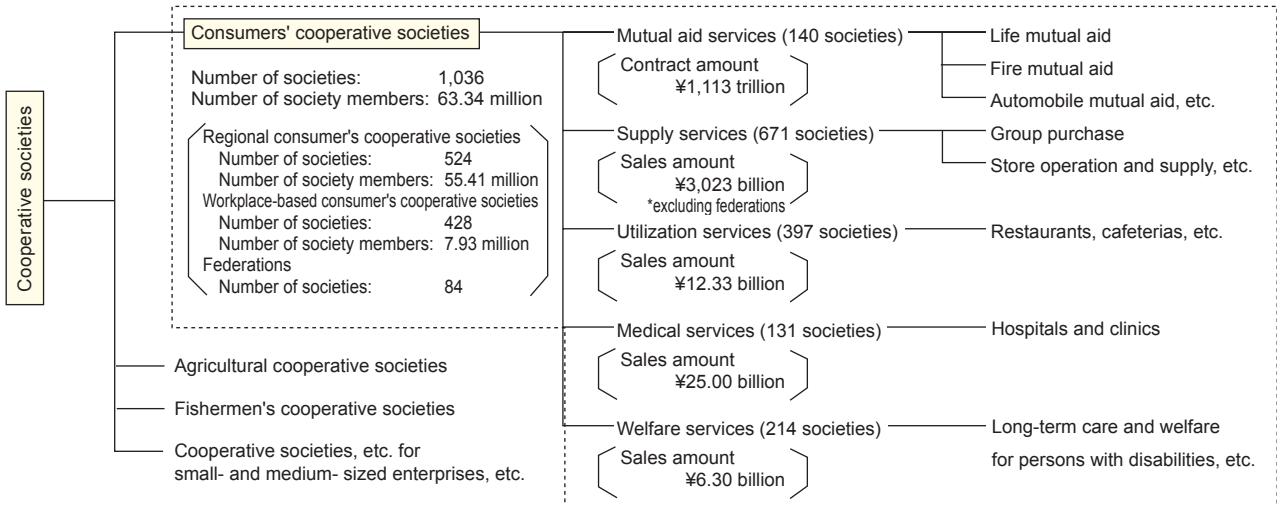 Cooperative societies
Consumers' cooperative societies
Number of societies: 1,036
Number of society members: 63.34 million
Regional consumer's cooperative societies
Number of societies: 524
Number of society members: 55.41 million
Workplace-based consumer's cooperative societies
Number of societies: 428
Number of society members: 7.93 million
Federations
Number of societies: 84
Agricultural cooperative societies
Fishermen's cooperative societies
Cooperative societies, etc. for
small- and medium- sized enterprises, etc.
Mutual aid services (140 societies)
Contract amount
¥1,113 trillion
Life mutual aid
Fire mutual aid
Automobile mutual aid, etc.
Supply services (671 societies)
Sales amount
¥3,023 billion
*excluding federations
Group purchase
Store operation and supply, etc.
Utilization services (397 societies)
Sales amount
¥12.33 billion
Restaurants, cafeterias, etc.
Medical services (131 societies)
Sales amount
¥25.00 billion
Hospitals and clinics
Welfare services (214 societies)
Sales amount
¥6.30 billion
Long-term care and welfare
for persons with disabilities, etc.